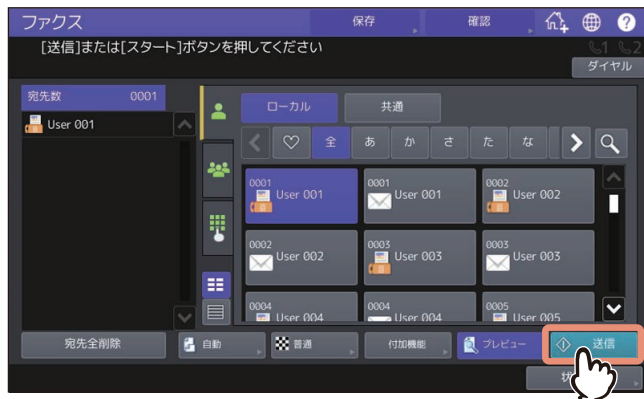 ファクス
保存
確認
?
[送信]または[スタート]ボタンを押してください
1
2
ダイヤル
宛先数 0001
User 001
ローカル
共通
全 あ か さ た な
0001 User 001
0001 User 001
0002 User 002
0002 User 002
0003 User 003
0003 User 003
0004 User 004
0004 User 004
0005 User 005
宛先全削除
自動
普通
付加機能
プレビュー
送信